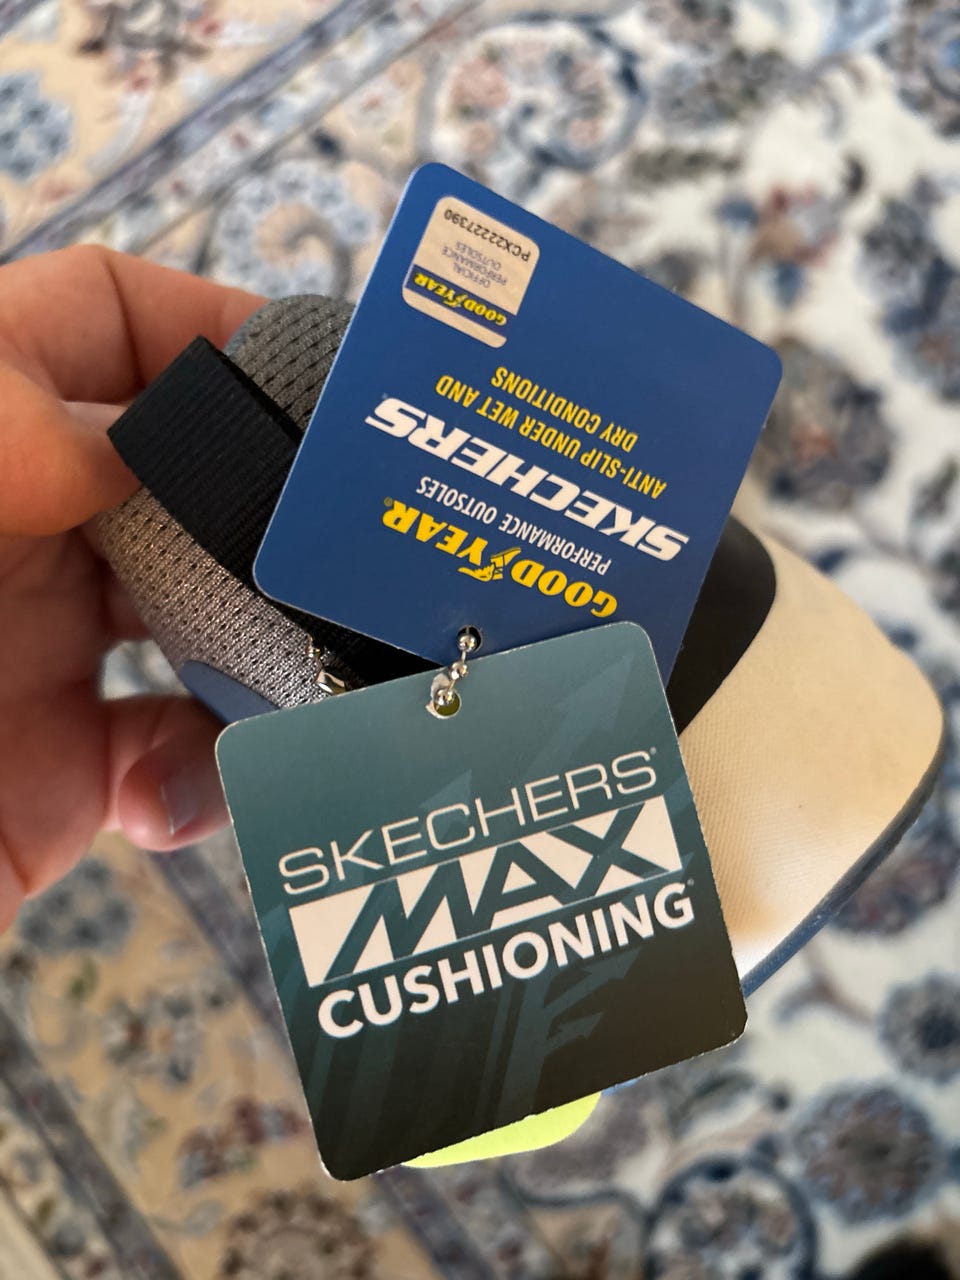 GOODYEAR®
PERFORMANCE OUTSOLES
SKECHERS
ANTI-SLIP UNDER WET AND
DRY CONDITIONS
GOODYEAR
OFFICIAL
PERFORMANCE
OUTSOLES
PCX22227390
SKECHERS®
MAX
CUSHIONING®